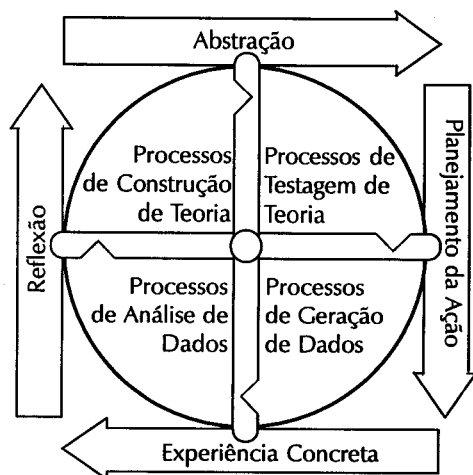 Abstração
Reflexão
Processos
de Construção
de Teoria
Processos de
Testagem de
Teoria
Planejamento da Ação
Processos
de Análise de
Dados
Processos
de Geração
de Dados
Experiência Concreta